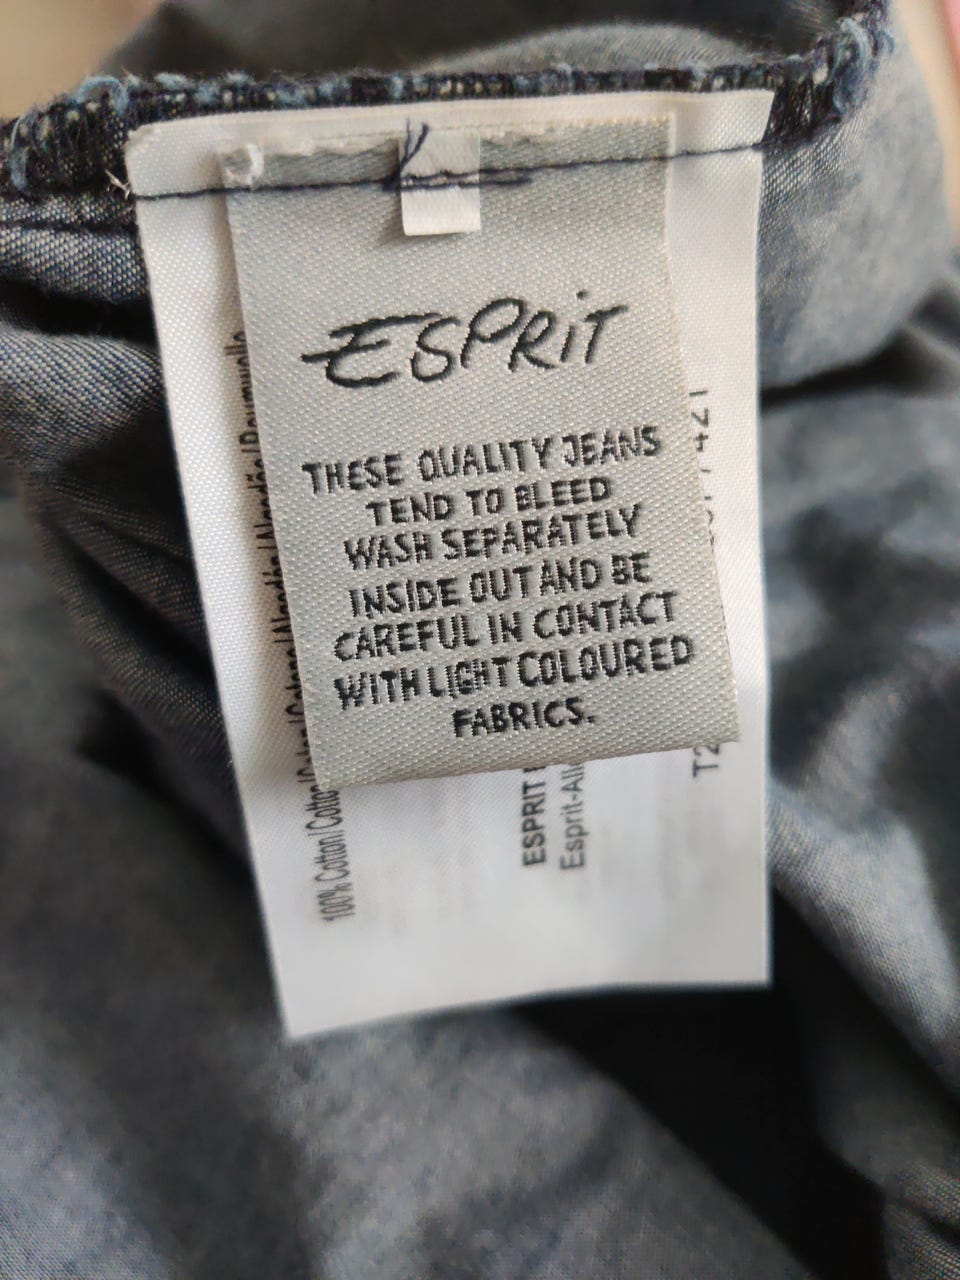 ESPRIT
THESE QUALITY JEANS
TEND TO BLEED
WASH SEPARATELY
INSIDE OUT AND BE
CAREFUL IN CONTACT
WITH LIGHT COLOURED
FABRICS.
100% Cotton/Cotton/
ESPRIT